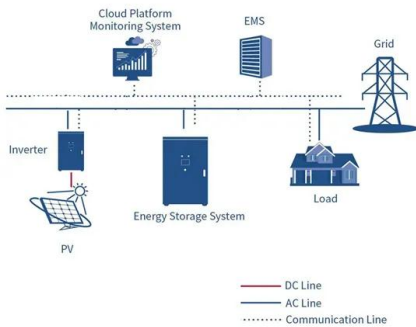 Cloud Platform
Monitoring System
EMS
Grid
Inverter
Energy Storage System
Load
PV
DC Line
AC Line
Communication Line